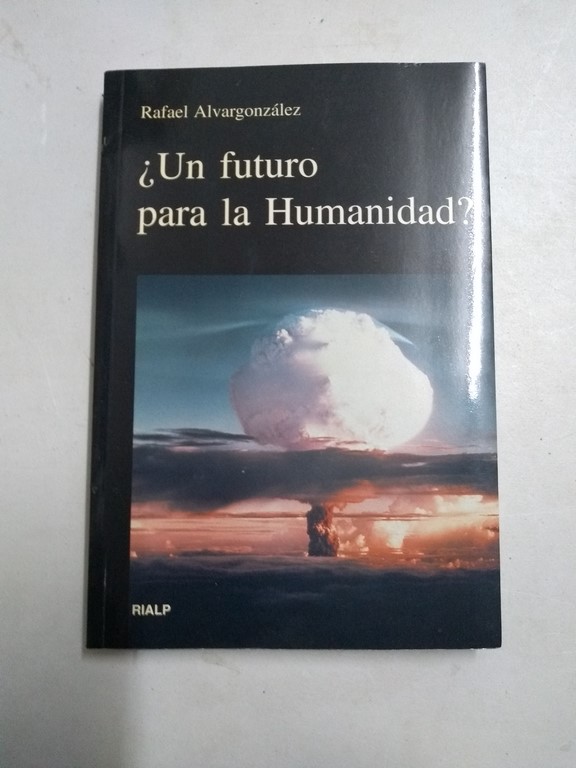 Rafael Alvargonzález
¿Un futuro
para la Humanidad?
RIALP